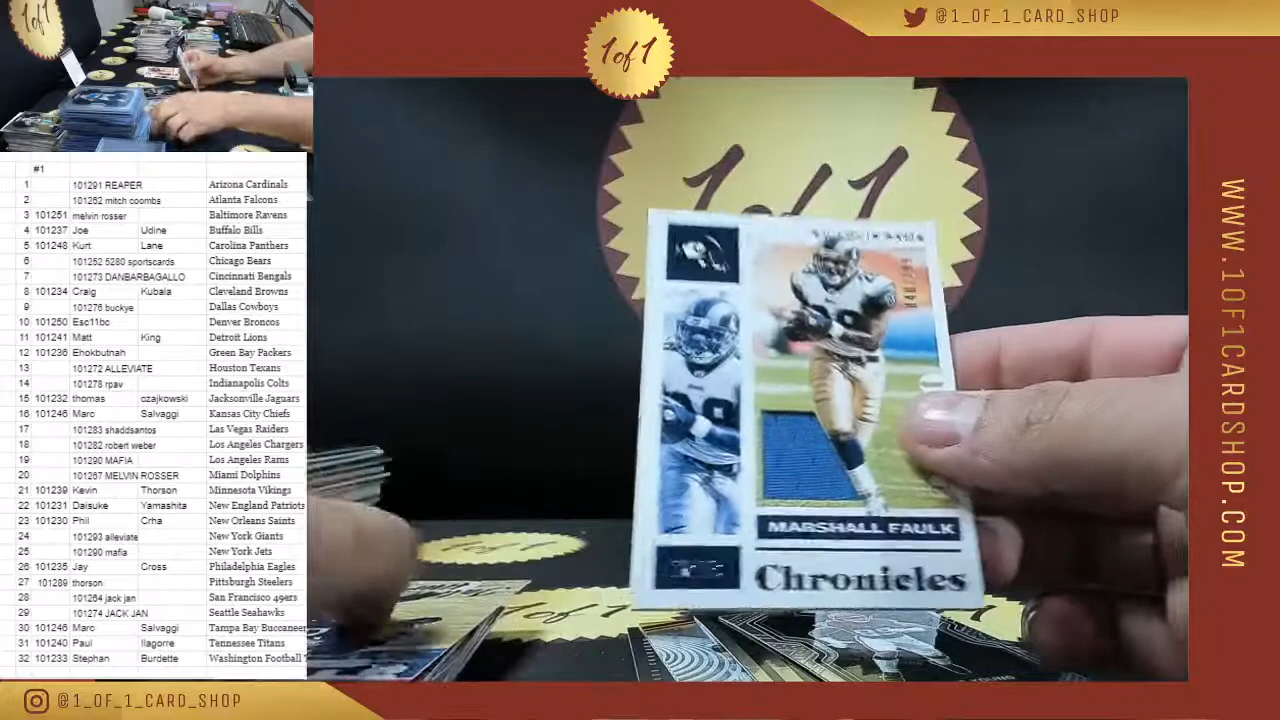 1of1
@1_OF_1_CARD_SHOP
1of1
1of1
#1
1 101291 REAPER Arizona Cardinals
2 101262 mitch coombs Atlanta Falcons
3 101251 melvin rosser Baltimore Ravens
4 101237 Joe Udine Buffalo Bills
5 101248 Kurt Lane Carolina Panthers
6 101252 5280 sportscards Chicago Bears
7 101273 DANBARBAGALLO Cincinnati Bengals
8 101234 Craig Kubala Cleveland Browns
9 101276 buckye Dallas Cowboys
10 101250 Esc11bc Denver Broncos
11 101241 Matt King Detroit Lions
12 101236 Ehokbutnah Green Bay Packers
13 101272 ALLEVIATE Houston Texans
14 101278 rpav Indianapolis Colts
15 101232 thomas czajkowski Jacksonville Jaguars
16 101246 Marc Salvaggi Kansas City Chiefs
17 101283 shaddsantos Las Vegas Raiders
18 101282 robert weber Los Angeles Chargers
19 101290 MAFIA Los Angeles Rams
20 101267 MELVIN ROSSER Miami Dolphins
21 101239 Kevin Thorson Minnesota Vikings
22 101231 Daisuke Yamashita New England Patriots
23 101230 Phil Crha New Orleans Saints
24 101293 alleviate New York Giants
25 101290 mafia New York Jets
26 101235 Jay Cross Philadelphia Eagles
27 101289 thorson Pittsburgh Steelers
28 101264 jack jan San Francisco 49ers
29 101274 JACK JAN Seattle Seahawks
30 101246 Marc Salvaggi Tampa Bay Buccaneer
31 101240 Paul Ilagorre Tennessee Titans
32 101233 Stephan Burdette Washington Football
MARSHALL FAULK
Chronicles
1of1
YOUNG
WWW.1OF1CARDSHOP.COM
@1_OF_1_CARD_SHOP